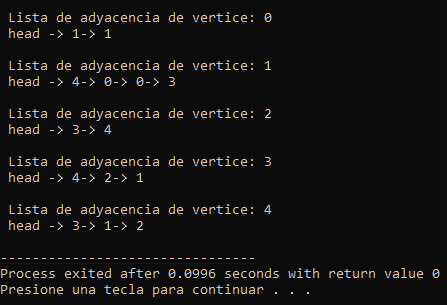 Lista de adyacencia de vertice: 0
head -> 1-> 1
Lista de adyacencia de vertice: 1
head -> 4-> 0-> 0-> 3
Lista de adyacencia de vertice: 2
head -> 3-> 4
Lista de adyacencia de vertice: 3
head -> 4-> 2-> 1
Lista de adyacencia de vertice: 4
head -> 3-> 1-> 2
--------------------------------
Process exited after 0.0996 seconds with return value 0
Presione una tecla para continuar . . .